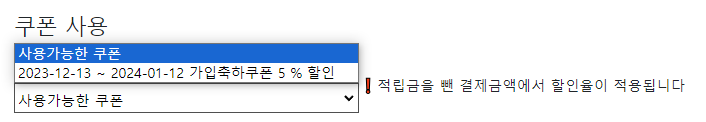 쿠폰 사용
사용가능한 쿠폰
2023-12-13 ~ 2024-01-12 가입축하쿠폰 5 % 할인
❗적립금을 뺀 결제금액에서 할인율이 적용됩니다
사용가능한 쿠폰